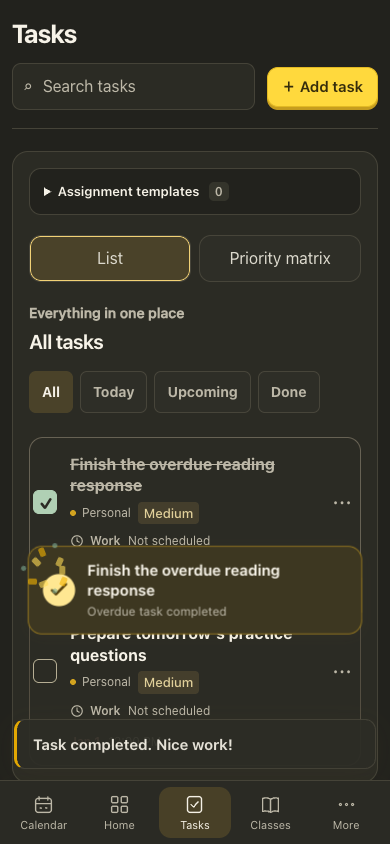 Tasks
Search tasks
+ Add task
Assignment templates 0
List
Priority matrix
Everything in one place
All tasks
All
Today
Upcoming
Done
Finish the overdue reading
response
Personal Medium
Work Not scheduled
Finish the overdue reading
response
Overdue task completed
Prepare tomorrow's practice
questions
Personal Medium
Work Not scheduled
Task completed. Nice work!
Calendar
Home
Tasks
Classes
More